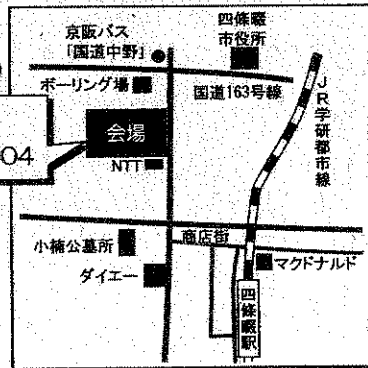 京阪バス
「国道中野」
四條畷
市役所
ボーリング場
国道163号線
JR学研都市線
会場
04
NTT
商店街
小楠公墓所
マクドナルド
ダイエー
四條畷駅